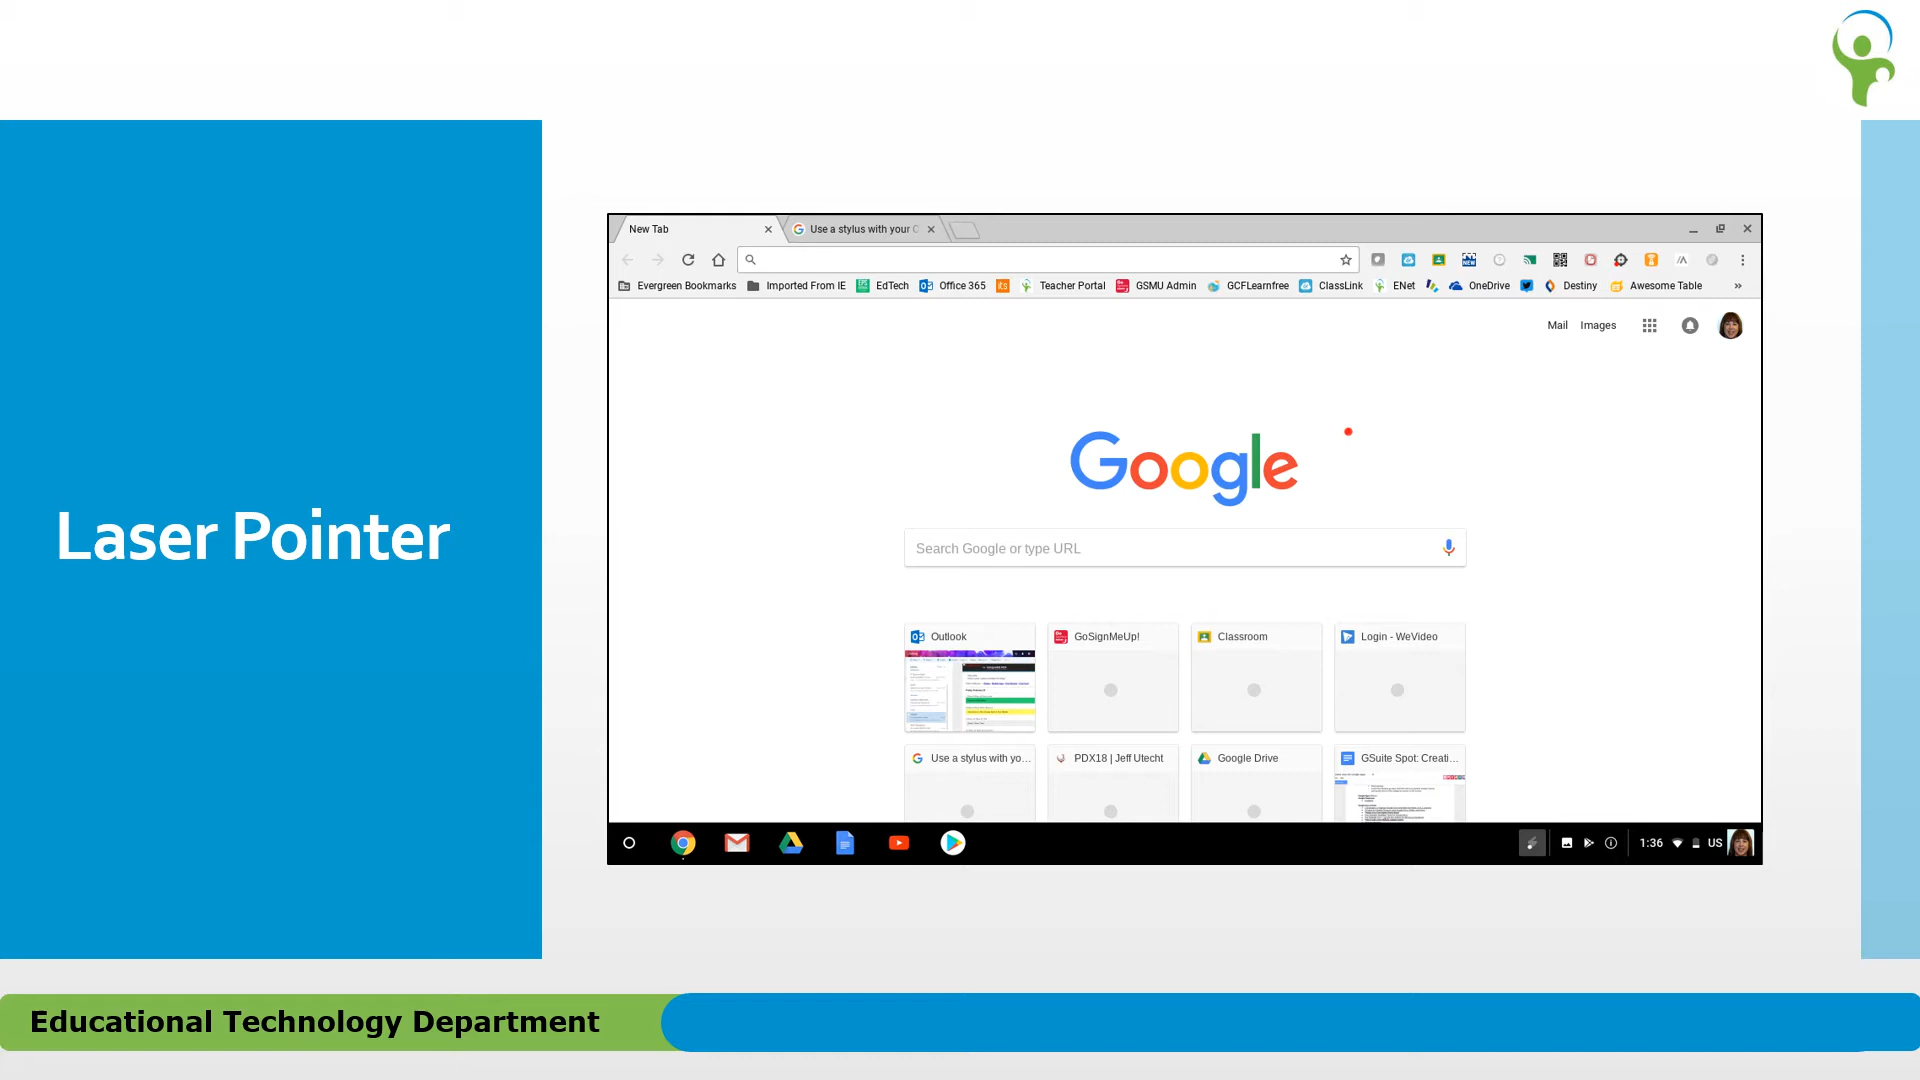 Laser Pointer
New Tab
Use a stylus with your C
Evergreen Bookmarks Imported From IE EdTech Office 365 its Teacher Portal GSMU Admin GCFLearnfree ClassLink ENet OneDrive Destiny Awesome Table »
Mail Images
Google
Search Google or type URL
Outlook GoSignMeUp! Classroom Login - WeVideo
Use a stylus with yo... PDX18 | Jeff Utecht Google Drive GSuite Spot: Creati...
1:36 US
Educational Technology Department